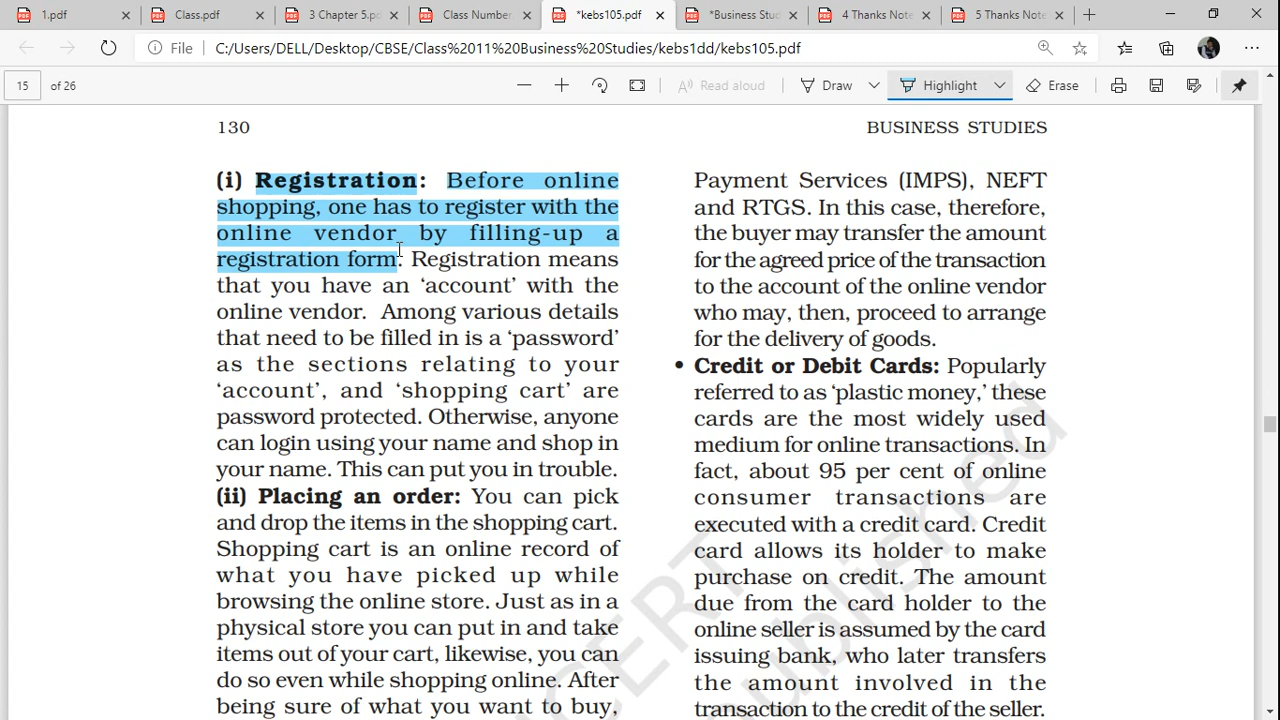 1.pdf
Class.pdf
3 Chapter 5.p
Class Number
*kebs105.pdf
*Business Stud
4 Thanks Note
5 Thanks Note
File
C:/Users/DELL/Desktop/CBSE/Class%2011%20Business%20Studies/kebs1dd/kebs105.pdf
15 of 26
Read aloud
Draw
Highlight
Erase
130
BUSINESS STUDIES
(i) Registration: Before online
shopping, one has to register with the
online vendor by filling-up a
registration form. Registration means
that you have an ‘account’ with the
online vendor. Among various details
that need to be filled in is a ‘password’
as the sections relating to your
‘account’, and ‘shopping cart’ are
password protected. Otherwise, anyone
can login using your name and shop in
your name. This can put you in trouble.
(ii) Placing an order: You can pick
and drop the items in the shopping cart.
Shopping cart is an online record of
what you have picked up while
browsing the online store. Just as in a
physical store you can put in and take
items out of your cart, likewise, you can
do so even while shopping online. After
being sure of what you want to buy,
Payment Services (IMPS), NEFT
and RTGS. In this case, therefore,
the buyer may transfer the amount
for the agreed price of the transaction
to the account of the online vendor
who may, then, proceed to arrange
for the delivery of goods.
• Credit or Debit Cards: Popularly
referred to as ‘plastic money,’ these
cards are the most widely used
medium for online transactions. In
fact, about 95 per cent of online
consumer transactions are
executed with a credit card. Credit
card allows its holder to make
purchase on credit. The amount
due from the card holder to the
online seller is assumed by the card
issuing bank, who later transfers
the amount involved in the
transaction to the credit of the seller.
NCERT
published